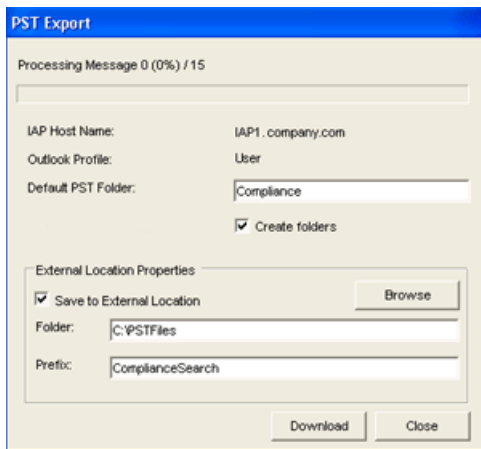 PST Export
Processing Message 0 (0%) / 15
IAP Host Name: IAP1.company.com
Outlook Profile: User
Default PST Folder: Compliance
Create folders
External Location Properties
Save to External Location Browse
Folder: C:\PSTFiles
Prefix: ComplianceSearch
Download Close